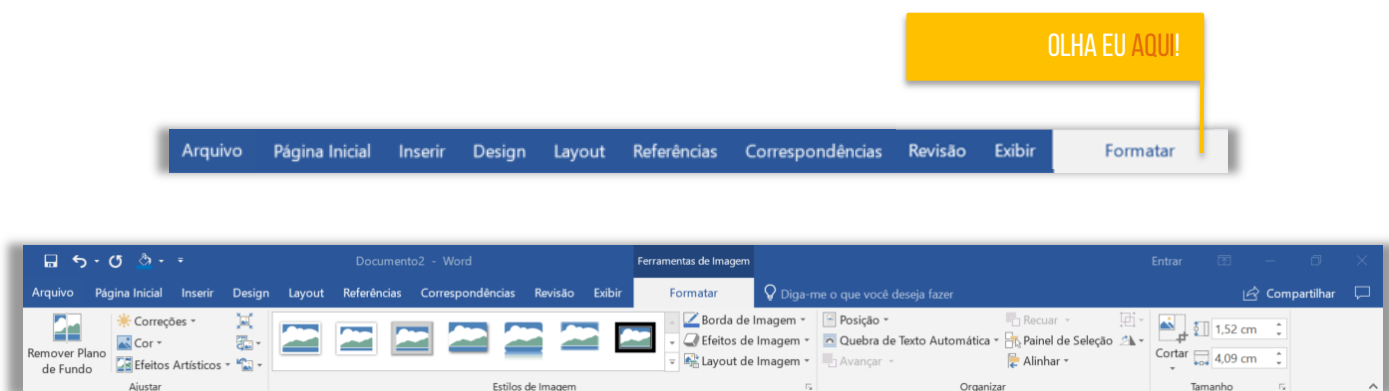 OLHA EU AQUI!
Arquivo Página Inicial Inserir Design Layout Referências Correspondências Revisão Exibir Formatar
Documento2 - Word Ferramentas de Imagem Entrar
Arquivo Página Inicial Inserir Design Layout Referências Correspondências Revisão Exibir Formatar Diga-me o que você deseja fazer Compartilhar
Correções Borda de Imagem Posição Recuar 1,52 cm
Remover Plano de Fundo Cor Efeitos de Imagem Quebra de Texto Automática Painel de Seleção Cortar 4,09 cm
Efeitos Artísticos Layout de Imagem Avançar Alinhar
Ajustar Estilos de Imagem Organizar Tamanho